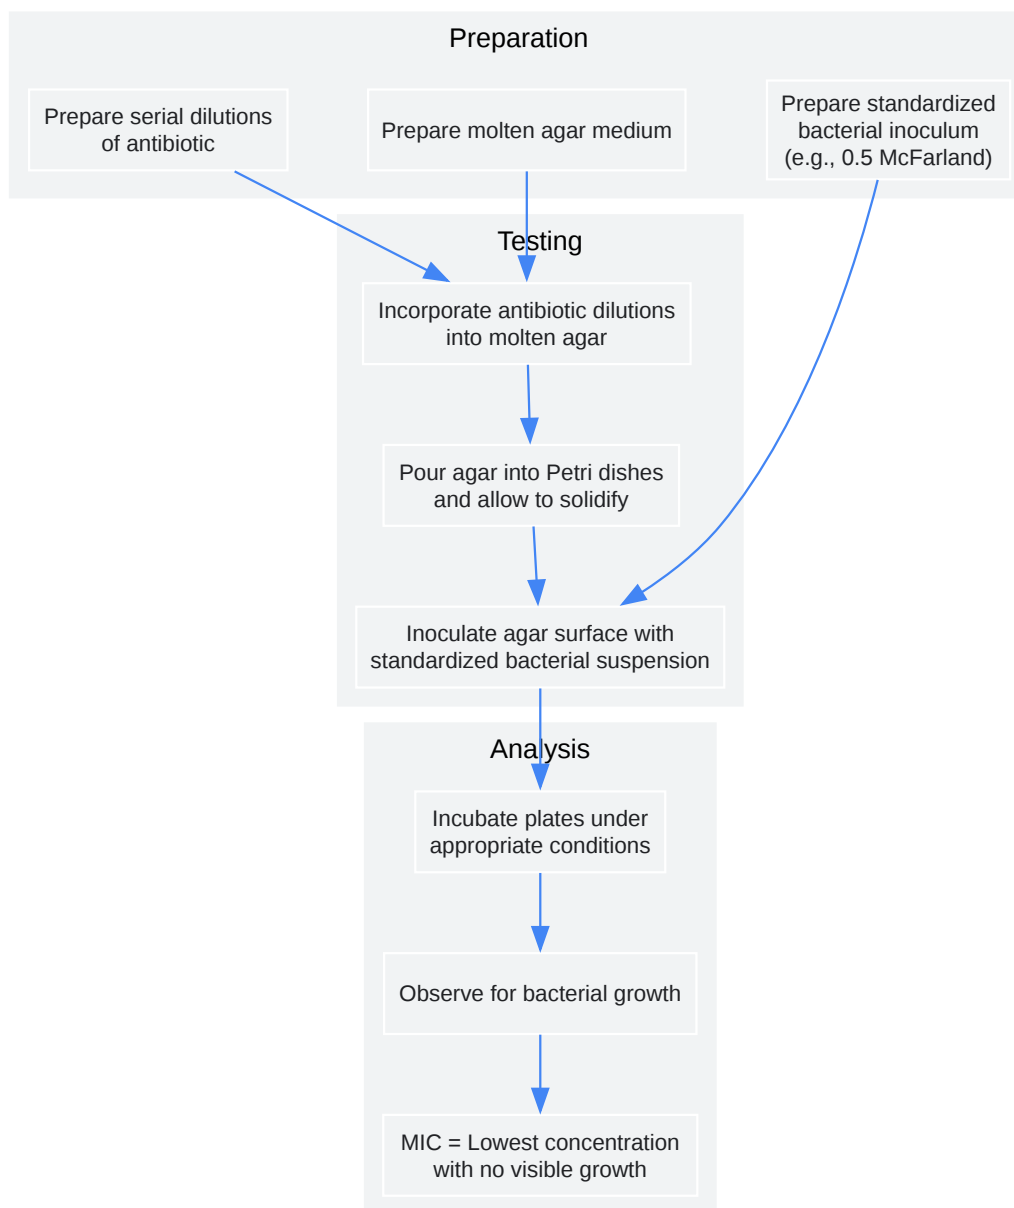 Preparation
Prepare serial dilutions
of antibiotic
Prepare molten agar medium
Prepare standardized
bacterial inoculum
(e.g., 0.5 McFarland)
Testing
Incorporate antibiotic dilutions
into molten agar
Pour agar into Petri dishes
and allow to solidify
Inoculate agar surface with
standardized bacterial suspension
Analysis
Incubate plates under
appropriate conditions
Observe for bacterial growth
MIC = Lowest concentration
with no visible growth